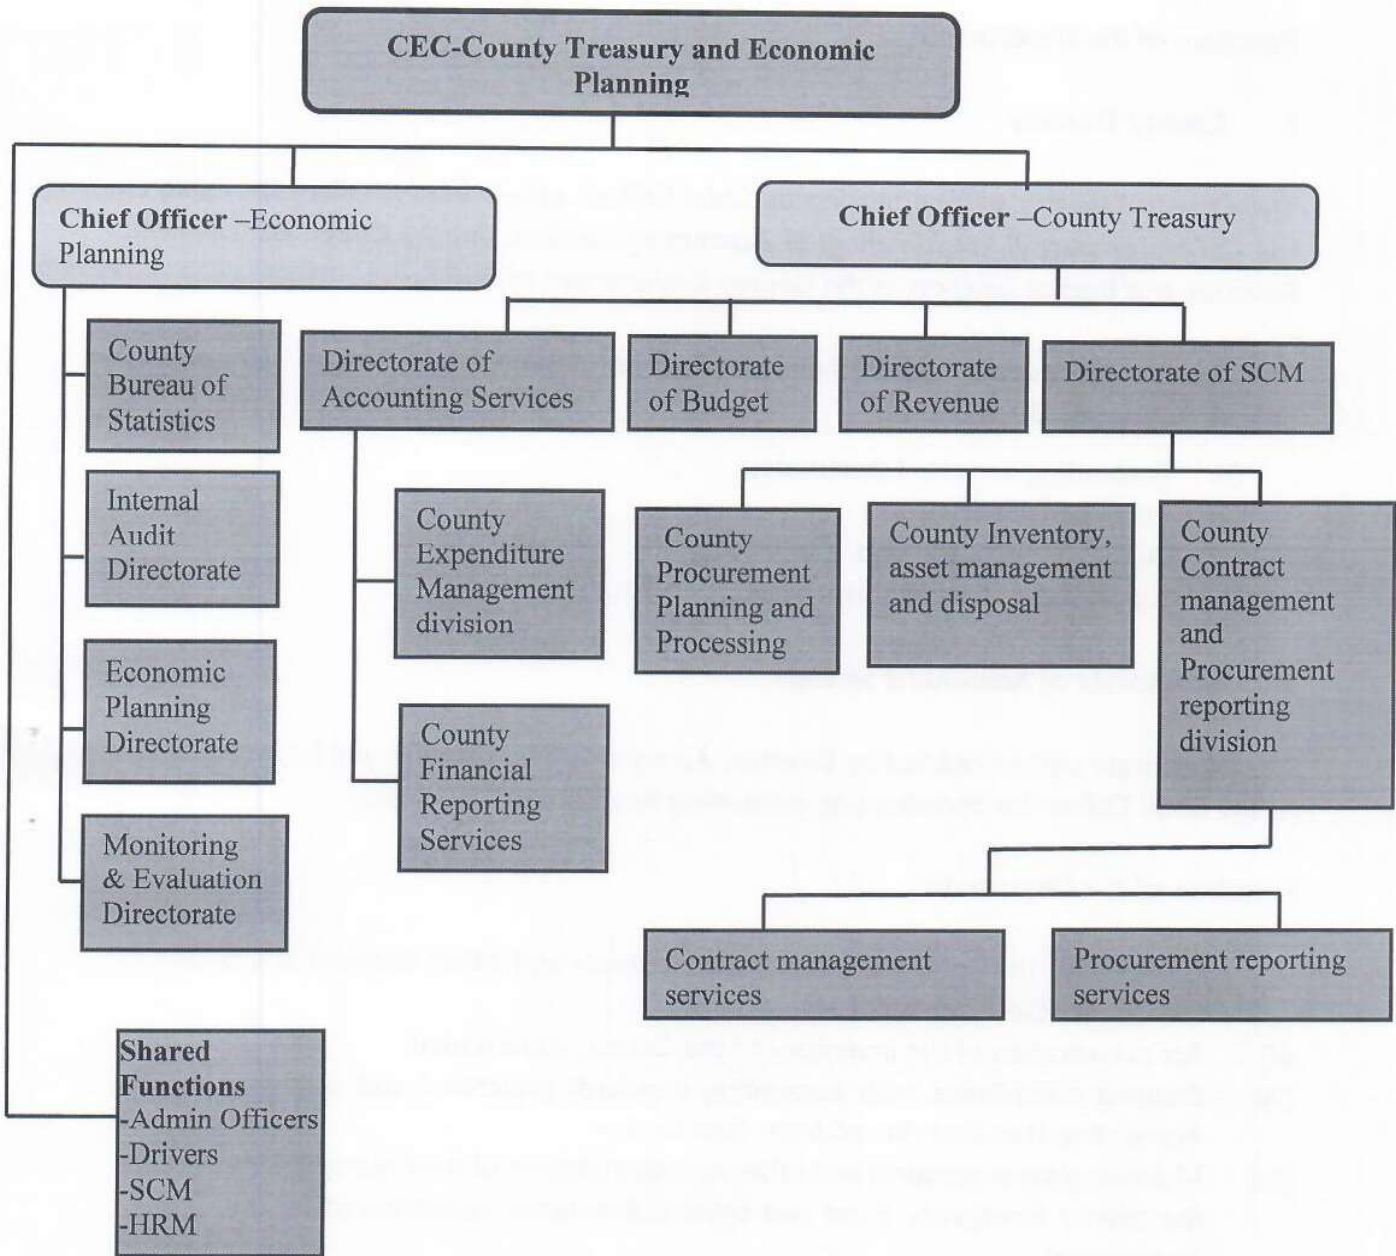 CEC-County Treasury and Economic
Planning
Chief Officer –Economic
Planning
Chief Officer –County Treasury
County
Bureau of
Statistics
Internal
Audit
Directorate
Economic
Planning
Directorate
Monitoring
& Evaluation
Directorate
Directorate of
Accounting Services
Directorate
of Budget
Directorate
of Revenue
Directorate of SCM
County
Expenditure
Management
division
County
Financial
Reporting
Services
County
Procurement
Planning and
Processing
County Inventory,
asset management
and disposal
County
Contract
management
and
Procurement
reporting
division
Contract management
services
Procurement reporting
services
Shared
Functions
-Admin Officers
-Drivers
-SCM
-HRM